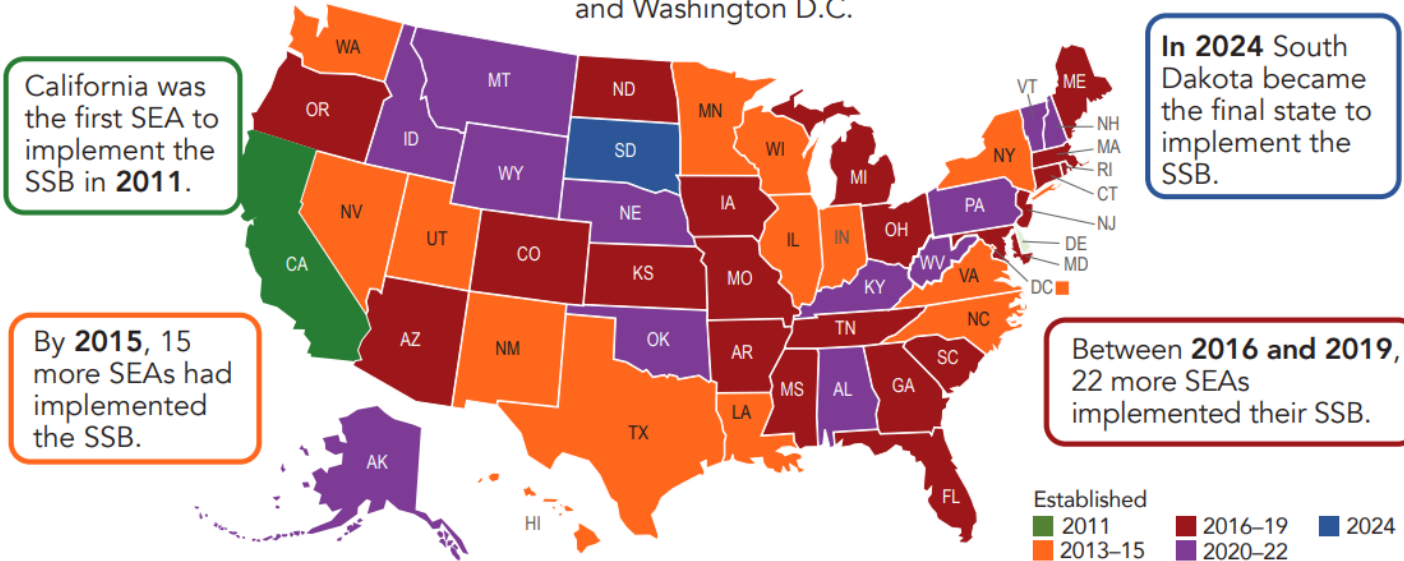 and Washington D.C.
California was
the first SEA to
implement the
SSB in 2011.
In 2024 South
Dakota became
the final state to
implement the
SSB.
By 2015, 15
more SEAs had
implemented
the SSB.
Between 2016 and 2019,
22 more SEAs
implemented their SSB.
WA
OR
ID
MT
WY
ND
SD
NE
MN
WI
MI
IA
NV
UT
CO
KS
MO
IL
IN
OH
CA
AZ
NM
OK
AR
TX
LA
MS
AL
GA
TN
KY
WV
VA
NC
SC
FL
PA
NY
VT
ME
NH
MA
RI
CT
NJ
DE
MD
DC
AK
HI
Established
2011
2013–15
2016–19
2020–22
2024